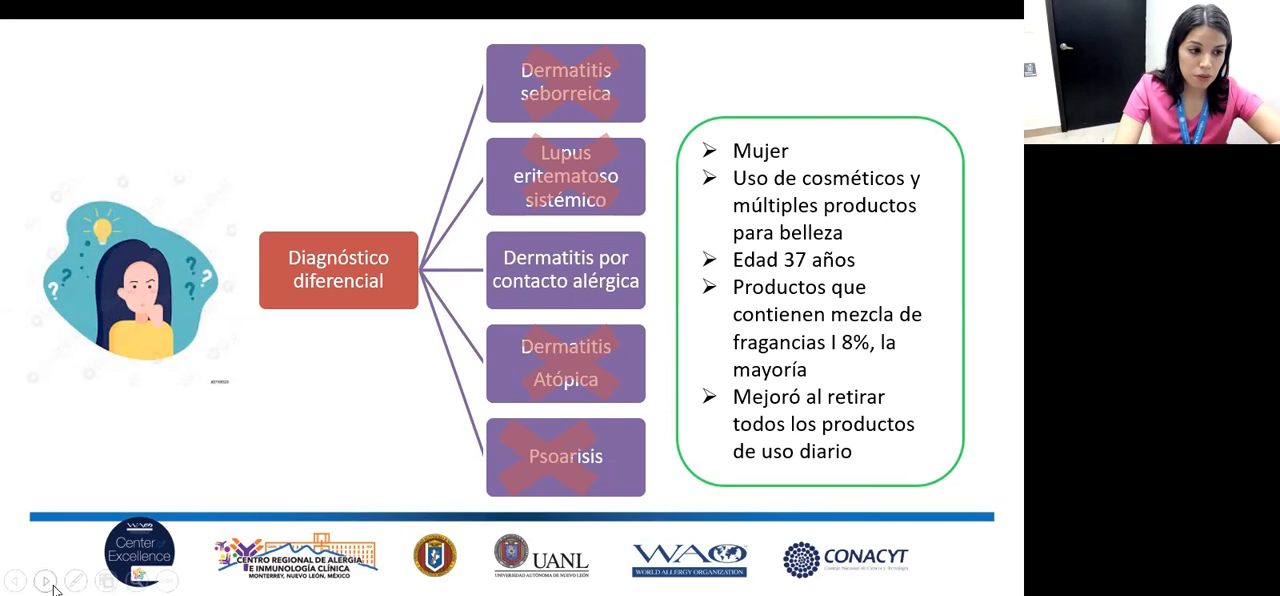 Dermatitis
seborreica
Lupus
eritematoso
sistémico
Diagnóstico
diferencial
Dermatitis por
contacto alérgica
Dermatitis
Atópica
Psoarisis
Mujer
Uso de cosméticos y
múltiples productos
para belleza
Edad 37 años
Productos que
contienen mezcla de
fragancias I 8%, la
mayoría
Mejoró al retirar
todos los productos
de uso diario
WAO
Center of
Excellence
CENTRO REGIONAL DE ALERGIA
E INMUNOLOGÍA CLÍNICA
MONTERREY, NUEVO LEÓN, MÉXICO
UANL
UNIVERSIDAD AUTÓNOMA DE NUEVO LEÓN
WAO
WORLD ALLERGY ORGANIZATION
CONACYT
Consejo Nacional de Ciencia y Tecnología